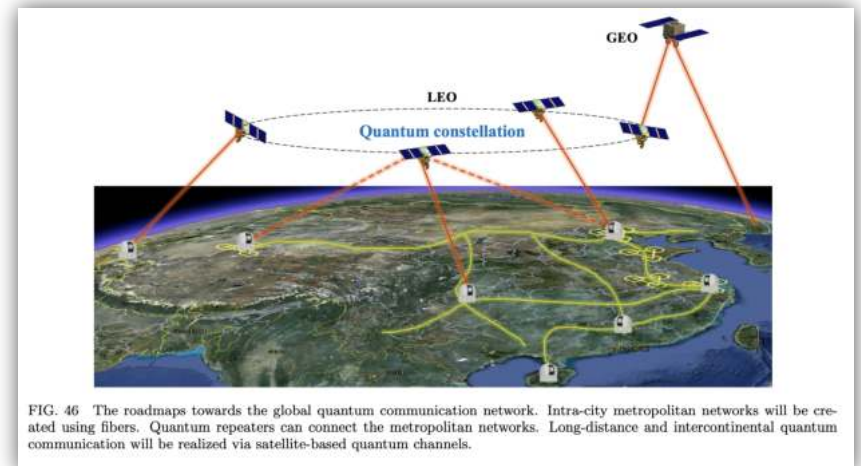 GEO
LEO
Quantum constellation
FIG. 46 The roadmaps towards the global quantum communication network. Intra-city metropolitan networks will be cre-
ated using fibers. Quantum repeaters can connect the metropolitan networks. Long-distance and intercontinental quantum
communication will be realized via satellite-based quantum channels.